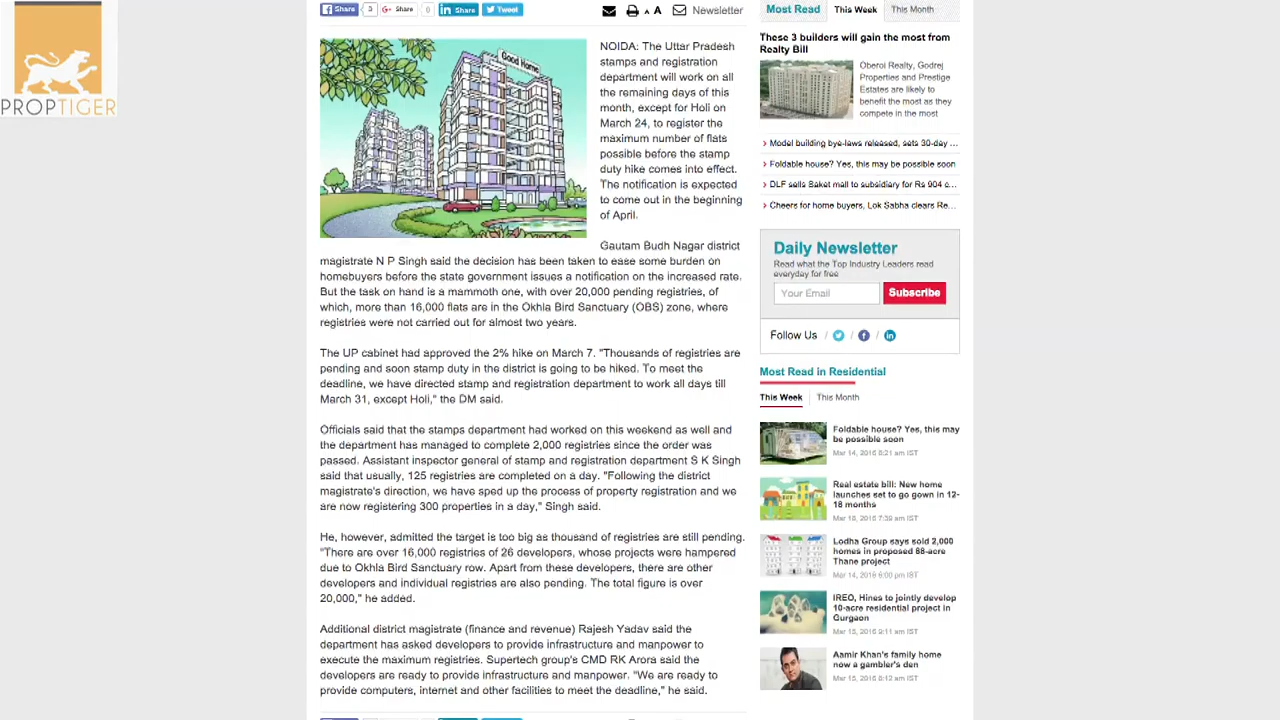 Share
3
Share
0
Share
Tweet
A A
Newsletter
PROPTIGER
Good Home
NOIDA: The Uttar Pradesh
stamps and registration
department will work on all
the remaining days of this
month, except for Holi on
March 24, to register the
maximum number of flats
possible before the stamp
duty hike comes into effect.
The notification is expected
to come out in the beginning
of April.
Gautam Budh Nagar district
magistrate N P Singh said the decision has been taken to ease some burden on
homebuyers before the state government issues a notification on the increased rate.
But the task on hand is a mammoth one, with over 20,000 pending registries, of
which, more than 16,000 flats are in the Okhla Bird Sanctuary (OBS) zone, where
registries were not carried out for almost two years.
The UP cabinet had approved the 2% hike on March 7. "Thousands of registries are
pending and soon stamp duty in the district is going to be hiked. To meet the
deadline, we have directed stamp and registration department to work all days till
March 31, except Holi," the DM said.
Officials said that the stamps department had worked on this weekend as well and
the department has managed to complete 2,000 registries since the order was
passed. Assistant inspector general of stamp and registration department S K Singh
said that usually, 125 registries are completed on a day. "Following the district
magistrate's direction, we have sped up the process of property registration and we
are now registering 300 properties in a day," Singh said.
He, however, admitted the target is too big as thousand of registries are still pending.
"There are over 16,000 registries of 26 developers, whose projects were hampered
due to Okhla Bird Sanctuary row. Apart from these developers, there are other
developers and individual registries are also pending. The total figure is over
20,000," he added.
Additional district magistrate (finance and revenue) Rajesh Yadav said the
department has asked developers to provide infrastructure and manpower to
execute the maximum registries. Supertech group's CMD RK Arora said the
developers are ready to provide infrastructure and manpower. "We are ready to
provide computers, internet and other facilities to meet the deadline," he said.
Most Read
This Week
This Month
These 3 builders will gain the most from
Realty Bill
Oberoi Realty, Godrej
Properties and Prestige
Estates are likely to
benefit the most as they
compete in the most
Model building bye-laws released, sets 30-day ...
Foldable house? Yes, this may be possible soon
DLF sells Saket mall to subsidiary for Rs 904 c...
Cheers for home buyers, Lok Sabha clears Re...
Daily Newsletter
Read what the Top Industry Leaders read
everyday for free
Your Email
Subscribe
Follow Us / / /
Most Read in Residential
This Week
This Month
Foldable house? Yes, this may
be possible soon
Mar 14, 2016 8:21 am IST
Real estate bill: New home
launches set to go gown in 12-
18 months
Mar 18, 2016 7:39 am IST
Lodha Group says sold 2,000
homes in proposed 88-acre
Thane project
Mar 14, 2016 6:00 pm IST
IREO, Hines to jointly develop
10-acre residential project in
Gurgaon
Mar 15, 2016 9:11 am IST
Aamir Khan's family home
now a gambler's den
Mar 15, 2016 8:12 am IST